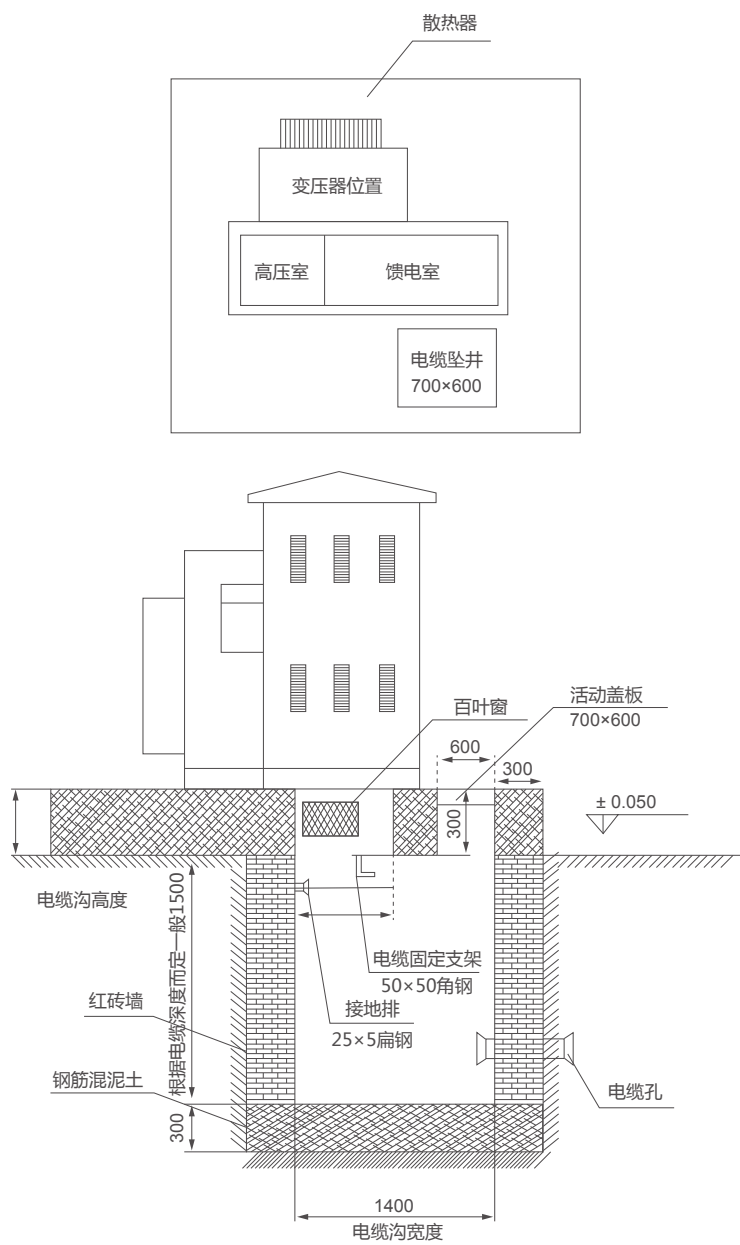 散热器
变压器位置
高压室
馈电室
电缆坠井
700×600
百叶窗
活动盖板
700×600
600
300
300
± 0.050
电缆沟高度
根据电缆深度而定一般1500
电缆固定支架
50×50角钢
红砖墙
接地排
25×5扁钢
钢筋混泥土
电缆孔
300
1400
电缆沟宽度